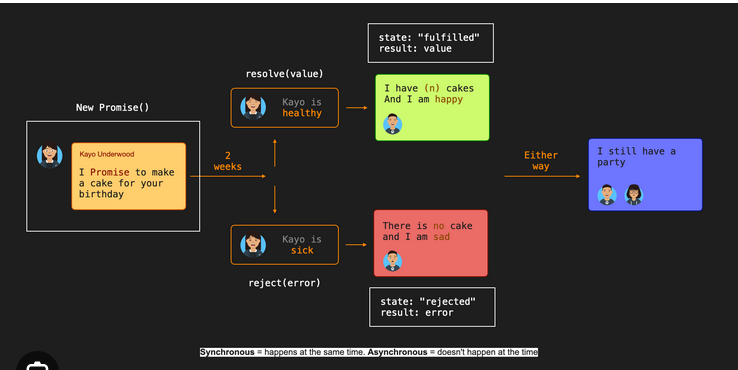 state: "fulfilled"
result: value
resolve(value)
I have (n) cakes
And I am happy
Kayo is
healthy
New Promise()
Kayo Underwood
I Promise to make
a cake for your
birthday
2
weeks
Either
way
I still have a
party
Kayo is
sick
There is no cake
and I am sad
reject(error)
state: "rejected"
result: error
Synchronous = happens at the same time. Asynchronous = doesn't happen at the time